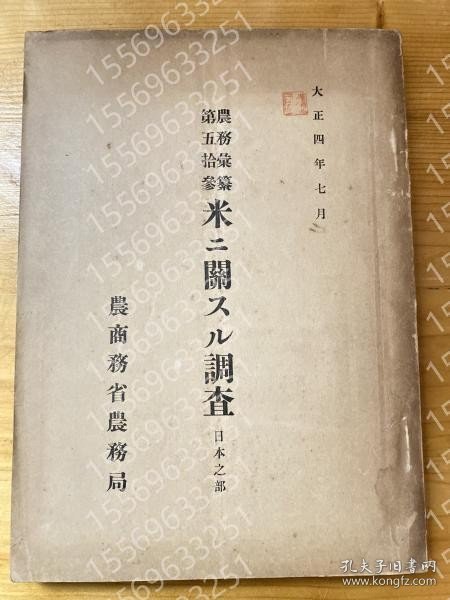 大正四年七月
農務彙纂
第五拾參
米ニ關スル調査 日本之部
農商務省農務局
15569633251
孔夫子旧书网
www.kongfz.com